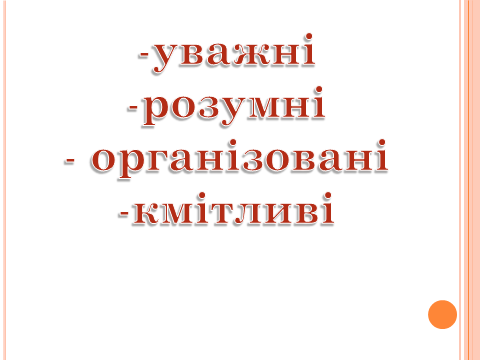 -уважні
-розумні
- організовані
-кмітливі